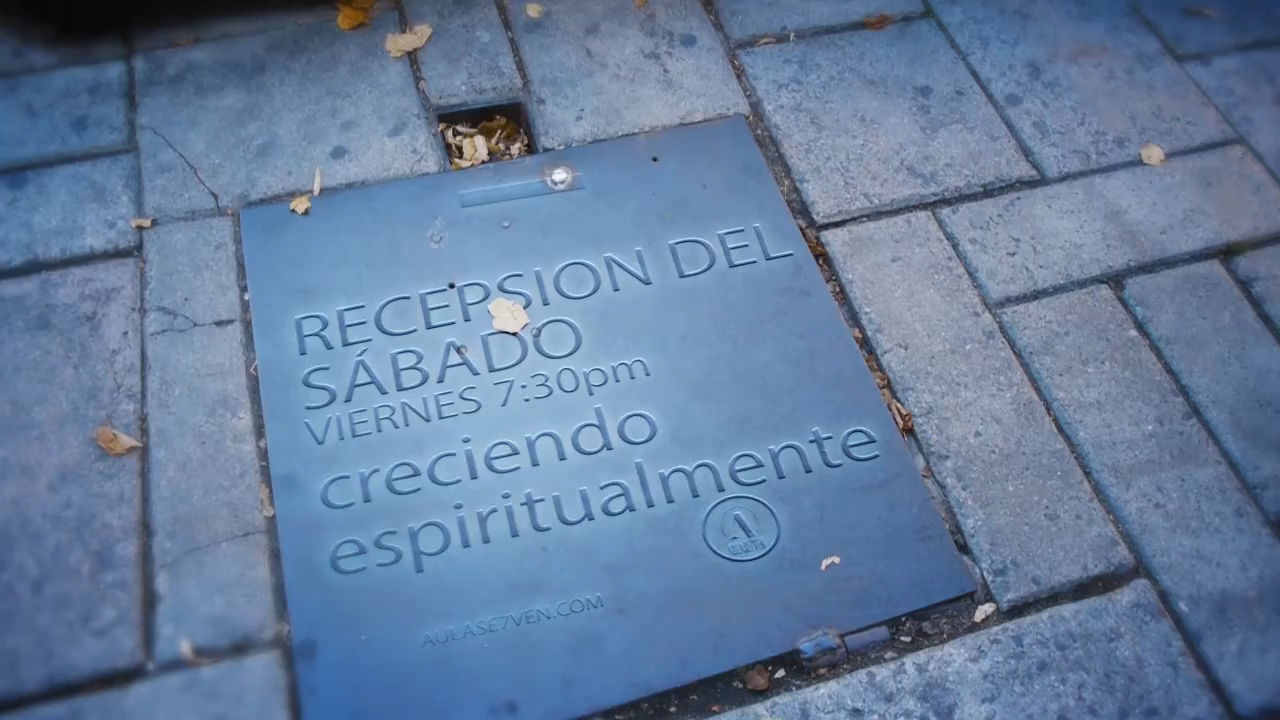 RECEPSION DEL
SÁBADO
VIERNES 7:30pm
creciendo
espiritualmente
AULASE7VEN.COM